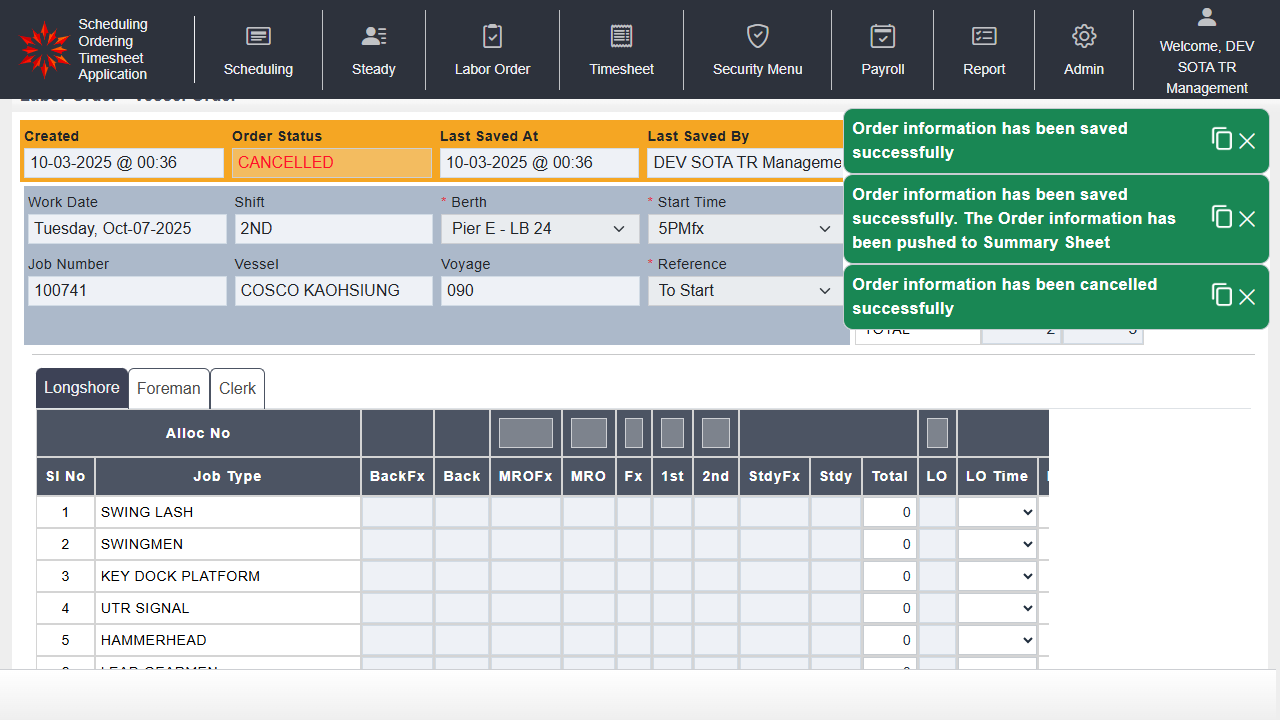 Scheduling
Ordering
Timesheet
Application
Scheduling
Steady
Labor Order
Timesheet
Security Menu
Payroll
Report
Admin
Welcome, DEV
SOTA TR
Management
Created
Order Status
Last Saved At
Last Saved By
10-03-2025 @ 00:36
CANCELLED
10-03-2025 @ 00:36
DEV SOTA TR Manageme
Order information has been saved
successfully
Order information has been saved
successfully. The Order information has
been pushed to Summary Sheet
Order information has been cancelled
successfully
Work Date
Shift
* Berth
* Start Time
Tuesday, Oct-07-2025
2ND
Pier E - LB 24
5PMfx
Job Number
Vessel
Voyage
* Reference
100741
COSCO KAOHSIUNG
090
To Start
TOTAL
Longshore
Foreman
Clerk
Alloc No
SI No Job Type BackFx Back MROFx MRO Fx 1st 2nd StdyFx Stdy Total LO LO Time
1 SWING LASH 0
2 SWINGMEN 0
3 KEY DOCK PLATFORM 0
4 UTR SIGNAL 0
5 HAMMERHEAD 0